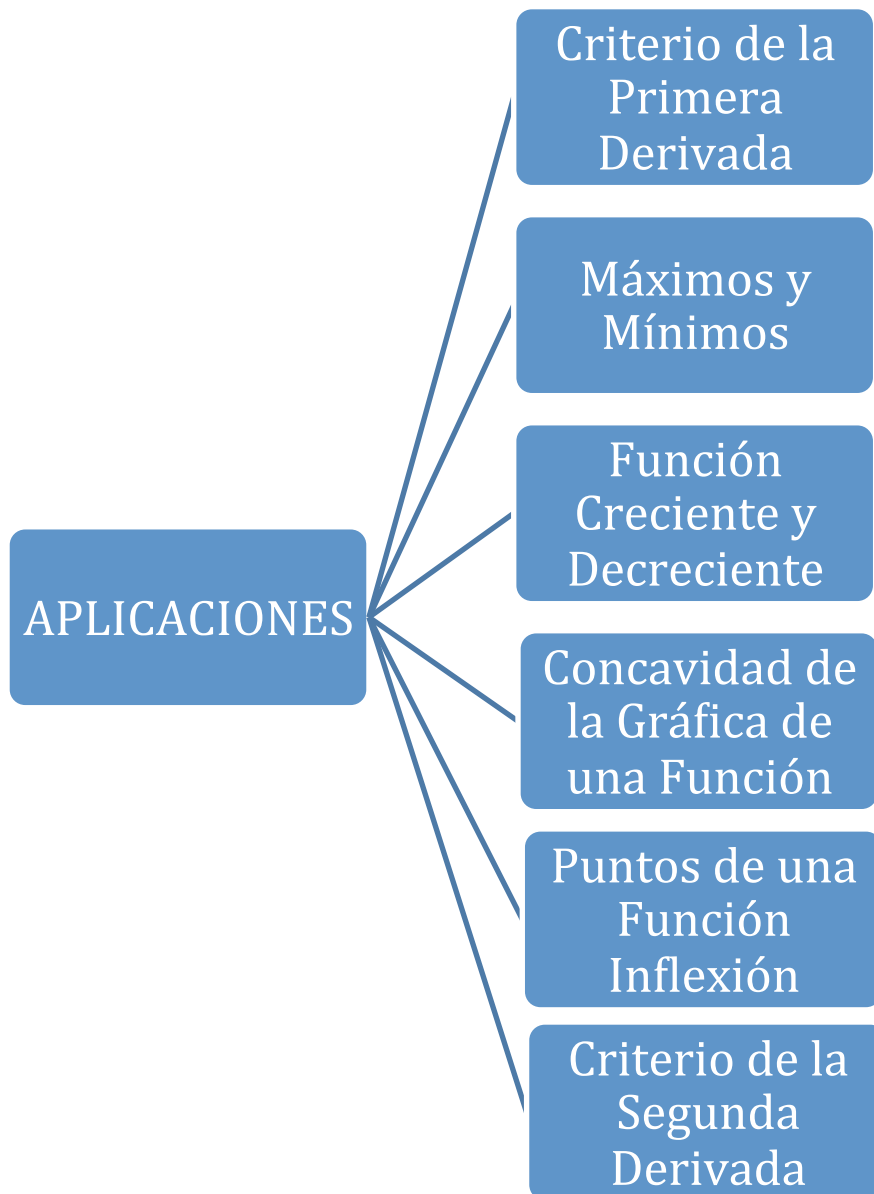 Criterio de la
Primera
Derivada
Máximos y
Mínimos
Función
Creciente y
Decreciente
APLICACIONES
Concavidad de
la Gráfica de
una Función
Puntos de una
Función
Inflexión
Criterio de la
Segunda
Derivada